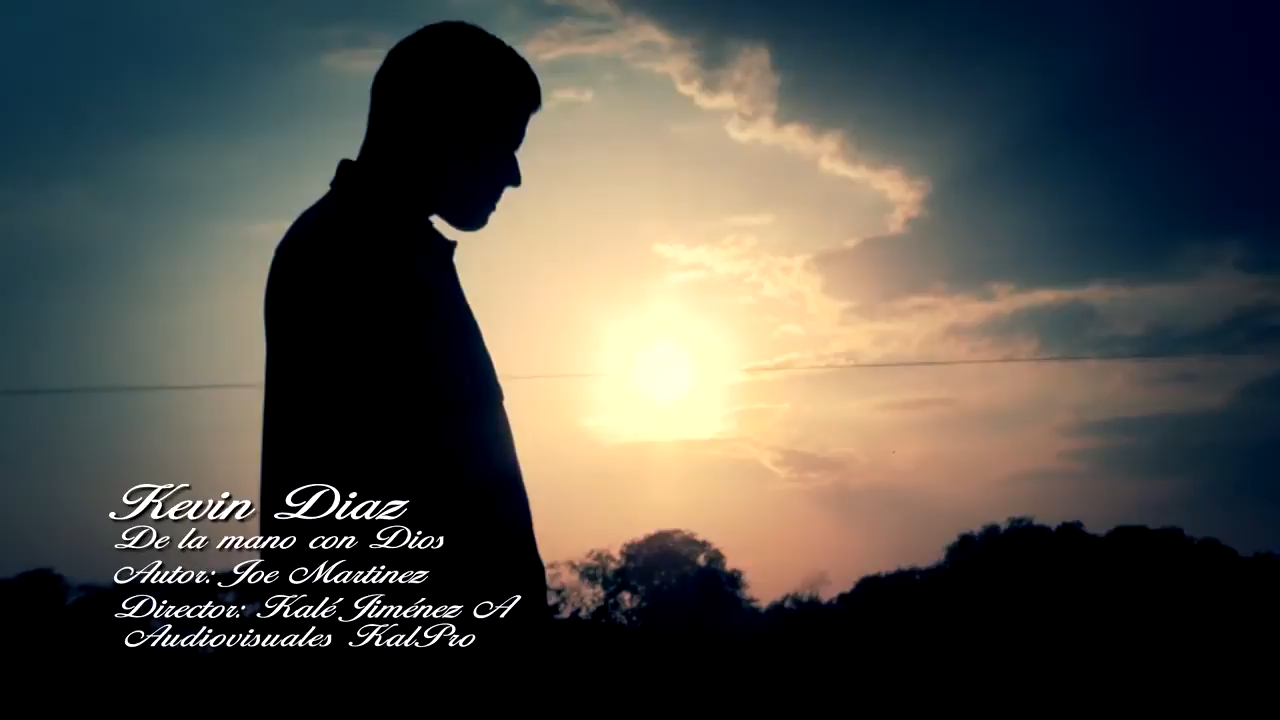 Kevin Diaz
De la mano con Dios
Autor: Joe Martinez
Director: Kalé Jiménez A
Audiovisuales KalPro